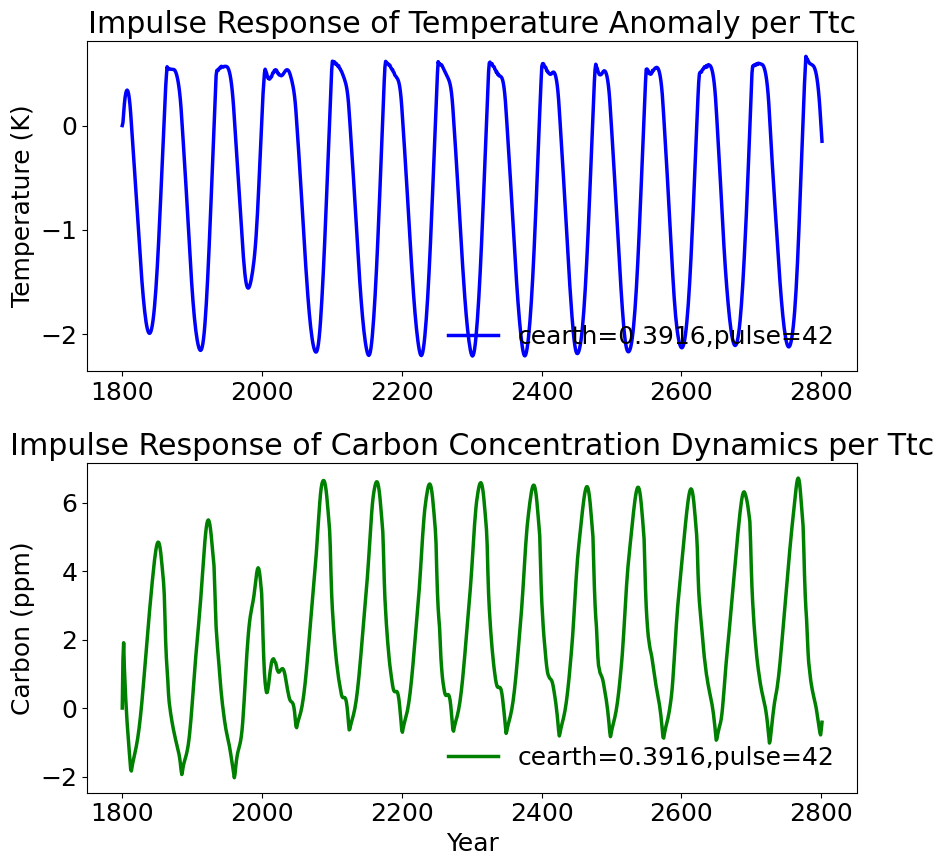 Impulse Response of Temperature Anomaly per Ttc
Temperature (K)
0
−1
−2
cearth=0.3916,pulse=42
1800 2000 2200 2400 2600 2800
Impulse Response of Carbon Concentration Dynamics per Ttc
Carbon (ppm)
6
4
2
0
−2
cearth=0.3916,pulse=42
1800 2000 2200 2400 2600 2800
Year